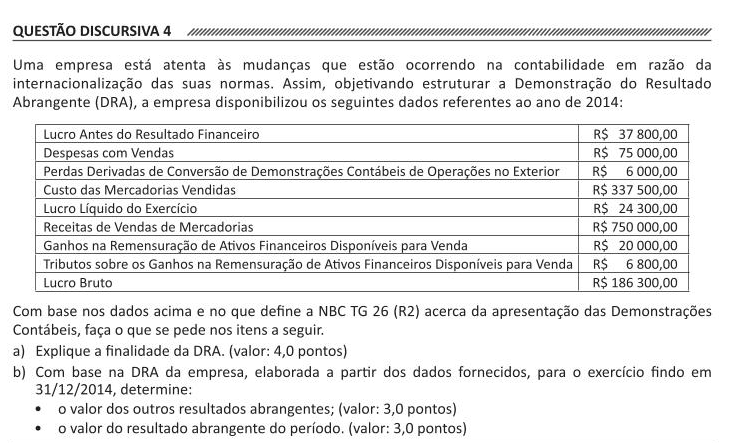 QUESTÃO DISCURSIVA 4
Uma empresa está atenta às mudanças que estão ocorrendo na contabilidade em razão da
internacionalização das suas normas. Assim, objetivando estruturar a Demonstração do Resultado
Abrangente (DRA), a empresa disponibilizou os seguintes dados referentes ao ano de 2014:
Lucro Antes do Resultado Financeiro R$ 37 800,00
Despesas com Vendas R$ 75 000,00
Perdas Derivadas de Conversão de Demonstrações Contábeis de Operações no Exterior R$ 6 000,00
Custo das Mercadorias Vendidas R$ 337 500,00
Lucro Líquido do Exercício R$ 24 300,00
Receitas de Vendas de Mercadorias R$ 750 000,00
Ganhos na Remensuração de Ativos Financeiros Disponíveis para Venda R$ 20 000,00
Tributos sobre os Ganhos na Remensuração de Ativos Financeiros Disponíveis para Venda R$ 6 800,00
Lucro Bruto R$ 186 300,00
Com base nos dados acima e no que define a NBC TG 26 (R2) acerca da apresentação das Demonstrações
Contábeis, faça o que se pede nos itens a seguir.
a) Explique a finalidade da DRA. (valor: 4,0 pontos)
b) Com base na DRA da empresa, elaborada a partir dos dados fornecidos, para o exercício findo em
31/12/2014, determine:
• o valor dos outros resultados abrangentes; (valor: 3,0 pontos)
• o valor do resultado abrangente do período. (valor: 3,0 pontos)